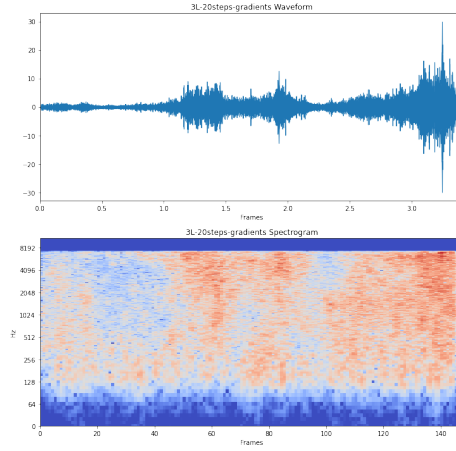 3L-20steps-gradients Waveform
30
20
10
0
−10
−20
−30
0.0 0.5 1.0 1.5 2.0 2.5 3.0
Frames
3L-20steps-gradients Spectrogram
8192
4096
2048
1024
512
256
128
64
0
Hz
0 20 40 60 80 100 120 140
Frames